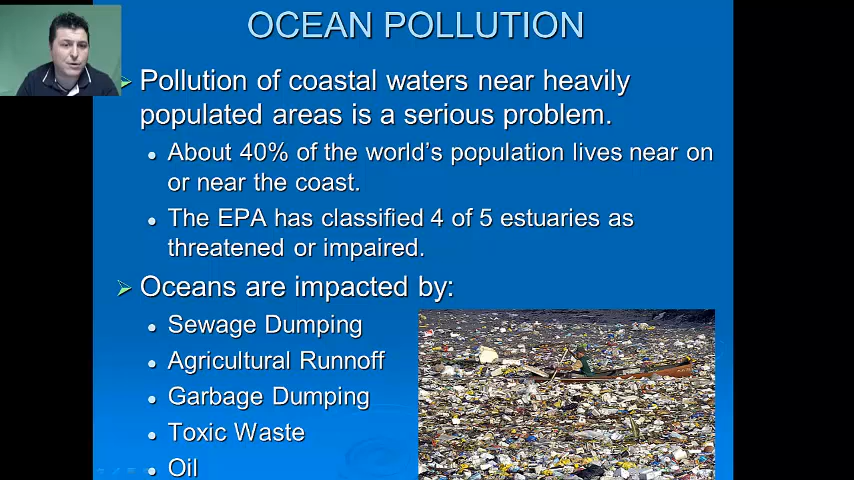 OCEAN POLLUTION
Pollution of coastal waters near heavily
populated areas is a serious problem.
About 40% of the world's population lives near on
or near the coast.
The EPA has classified 4 of 5 estuaries as
threatened or impaired.
Oceans are impacted by:
Sewage Dumping
Agricultural Runnoff
Garbage Dumping
Toxic Waste
Oil